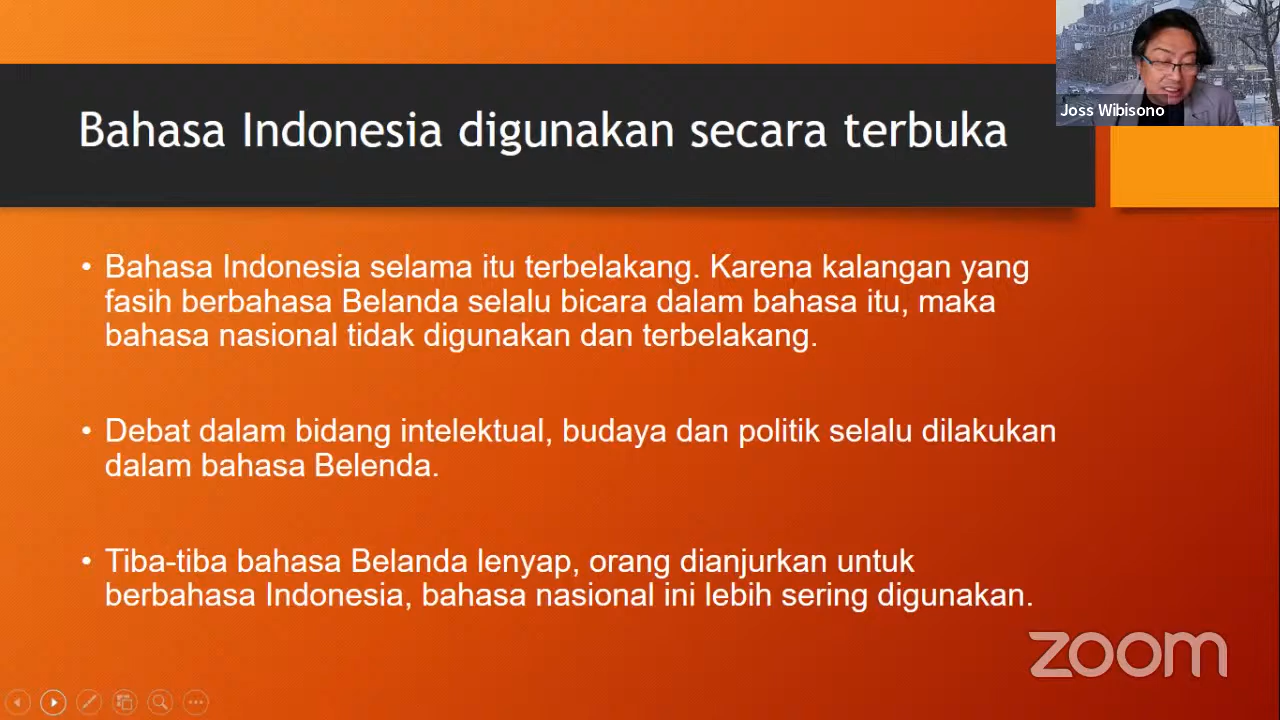 Bahasa Indonesia digunakan secara terbuka
Joss Wibisono
• Bahasa Indonesia selama itu terbelakang. Karena kalangan yang
fasih berbahasa Belanda selalu bicara dalam bahasa itu, maka
bahasa nasional tidak digunakan dan terbelakang.
• Debat dalam bidang intelektual, budaya dan politik selalu dilakukan
dalam bahasa Belenda.
• Tiba-tiba bahasa Belanda lenyap, orang dianjurkan untuk
berbahasa Indonesia, bahasa nasional ini lebih sering digunakan.
zoom